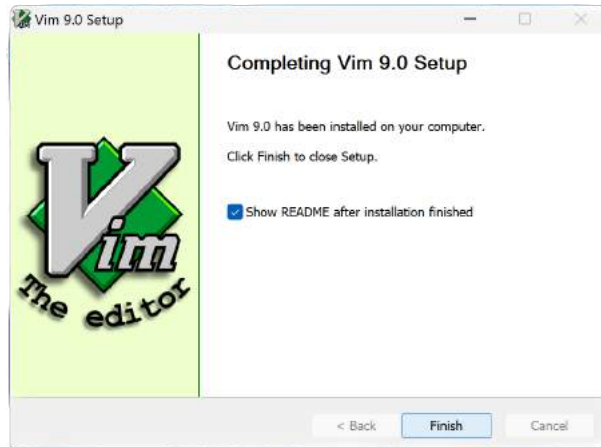 Vim 9.0 Setup
Completing Vim 9.0 Setup
Vim 9.0 has been installed on your computer.
Click Finish to close Setup.
Show README after installation finished
Vim
The editor
< Back
Finish
Cancel